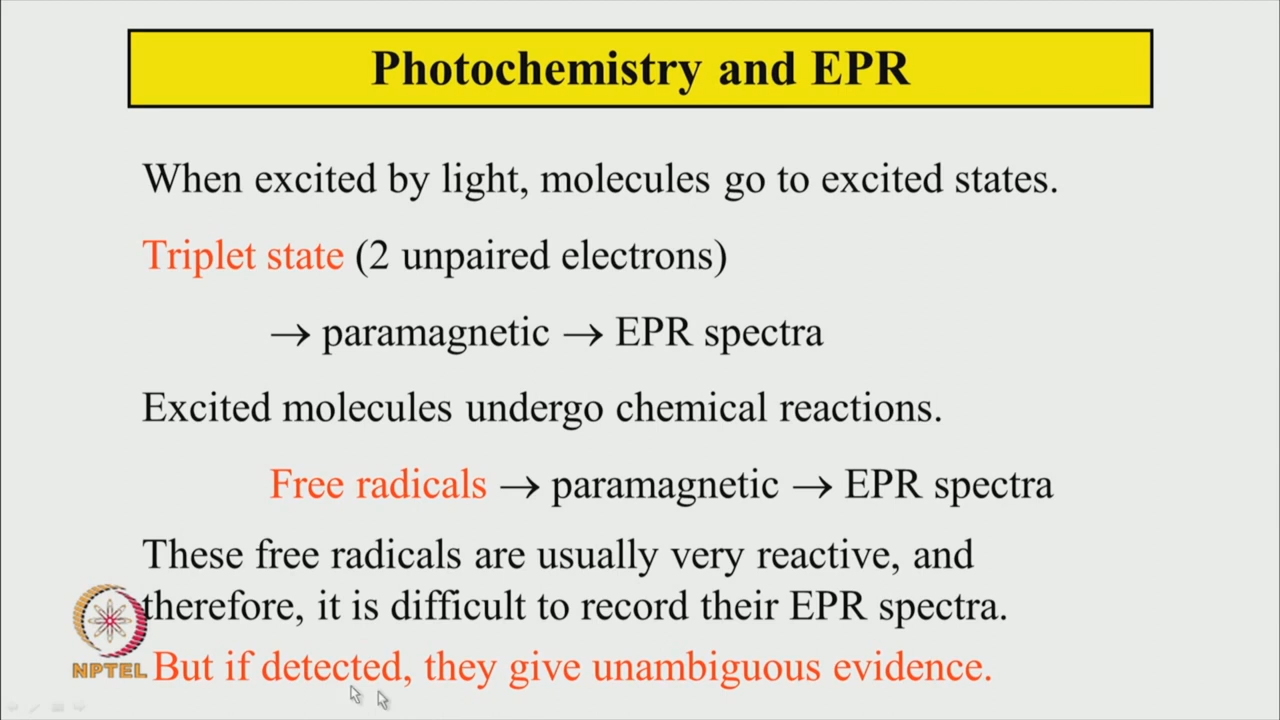 Photochemistry and EPR
When excited by light, molecules go to excited states.
Triplet state (2 unpaired electrons)
→ paramagnetic → EPR spectra
Excited molecules undergo chemical reactions.
Free radicals → paramagnetic → EPR spectra
These free radicals are usually very reactive, and
therefore, it is difficult to record their EPR spectra.
But if detected, they give unambiguous evidence.
NPTEL